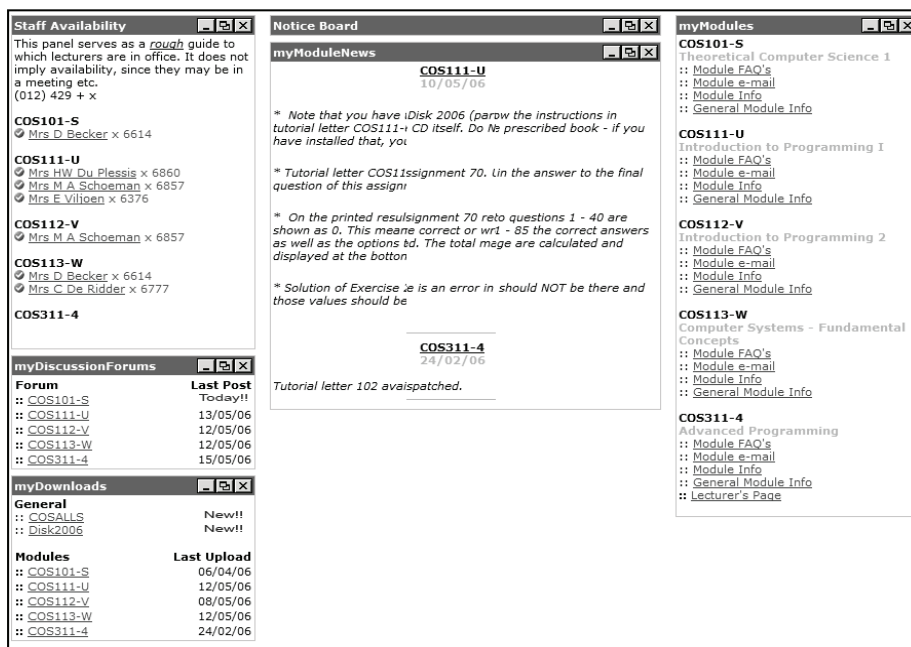 Staff Availability
This panel serves as a rough guide to
which lecturers are in office. It does not
imply availability, since they may be in
a meeting etc.
(012) 429 + x
COS101-S
Mrs D Becker x 6614
COS111-U
Mrs HW Du Plessis x 6860
Mrs M A Schoeman x 6857
Mrs E Viljoen x 6376
COS112-V
Mrs M A Schoeman x 6857
COS113-W
Mrs D Becker x 6614
Mrs C De Ridder x 6777
COS311-4
myDiscussionForums
Forum Last Post
:: COS101-S Today!!
:: COS111-U 13/05/06
:: COS112-V 12/05/06
:: COS113-W 12/05/06
:: COS311-4 15/05/06
myDownloads
General
:: COSALLS New!!
:: Disk2006 New!!
Modules Last Upload
:: COS101-S 06/04/06
:: COS111-U 12/05/06
:: COS112-V 08/05/06
:: COS113-W 12/05/06
:: COS311-4 24/02/06
Notice Board
myModuleNews
COS111-U
10/05/06
* Note that you have Disk 2006 the instructions in
tutorial letter COS111- CD itself. Do prescribed book - if you
have installed that,
* Tutorial letter 70. in the answer to the final
question of this
* On the printed 70 to questions 1 - 40 are
shown as 0. This correct or - 85 the correct answers
as well as the options The total are calculated and
displayed at the
* Solution of Exercise is an error in should NOT be there and
those values should be
COS311-4
24/02/06
Tutorial letter 102
myModules
COS101-S
Theoretical Computer Science 1
:: Module FAQ's
:: Module e-mail
:: Module Info
:: General Module Info
COS111-U
Introduction to Programming I
:: Module FAQ's
:: Module e-mail
:: Module Info
:: General Module Info
COS112-V
Introduction to Programming 2
:: Module FAQ's
:: Module e-mail
:: Module Info
:: General Module Info
COS113-W
Computer Systems - Fundamental
Concepts
:: Module FAQ's
:: Module e-mail
:: Module Info
:: General Module Info
COS311-4
Advanced Programming
:: Module FAQ's
:: Module e-mail
:: Module Info
:: General Module Info
:: Lecturer's Page